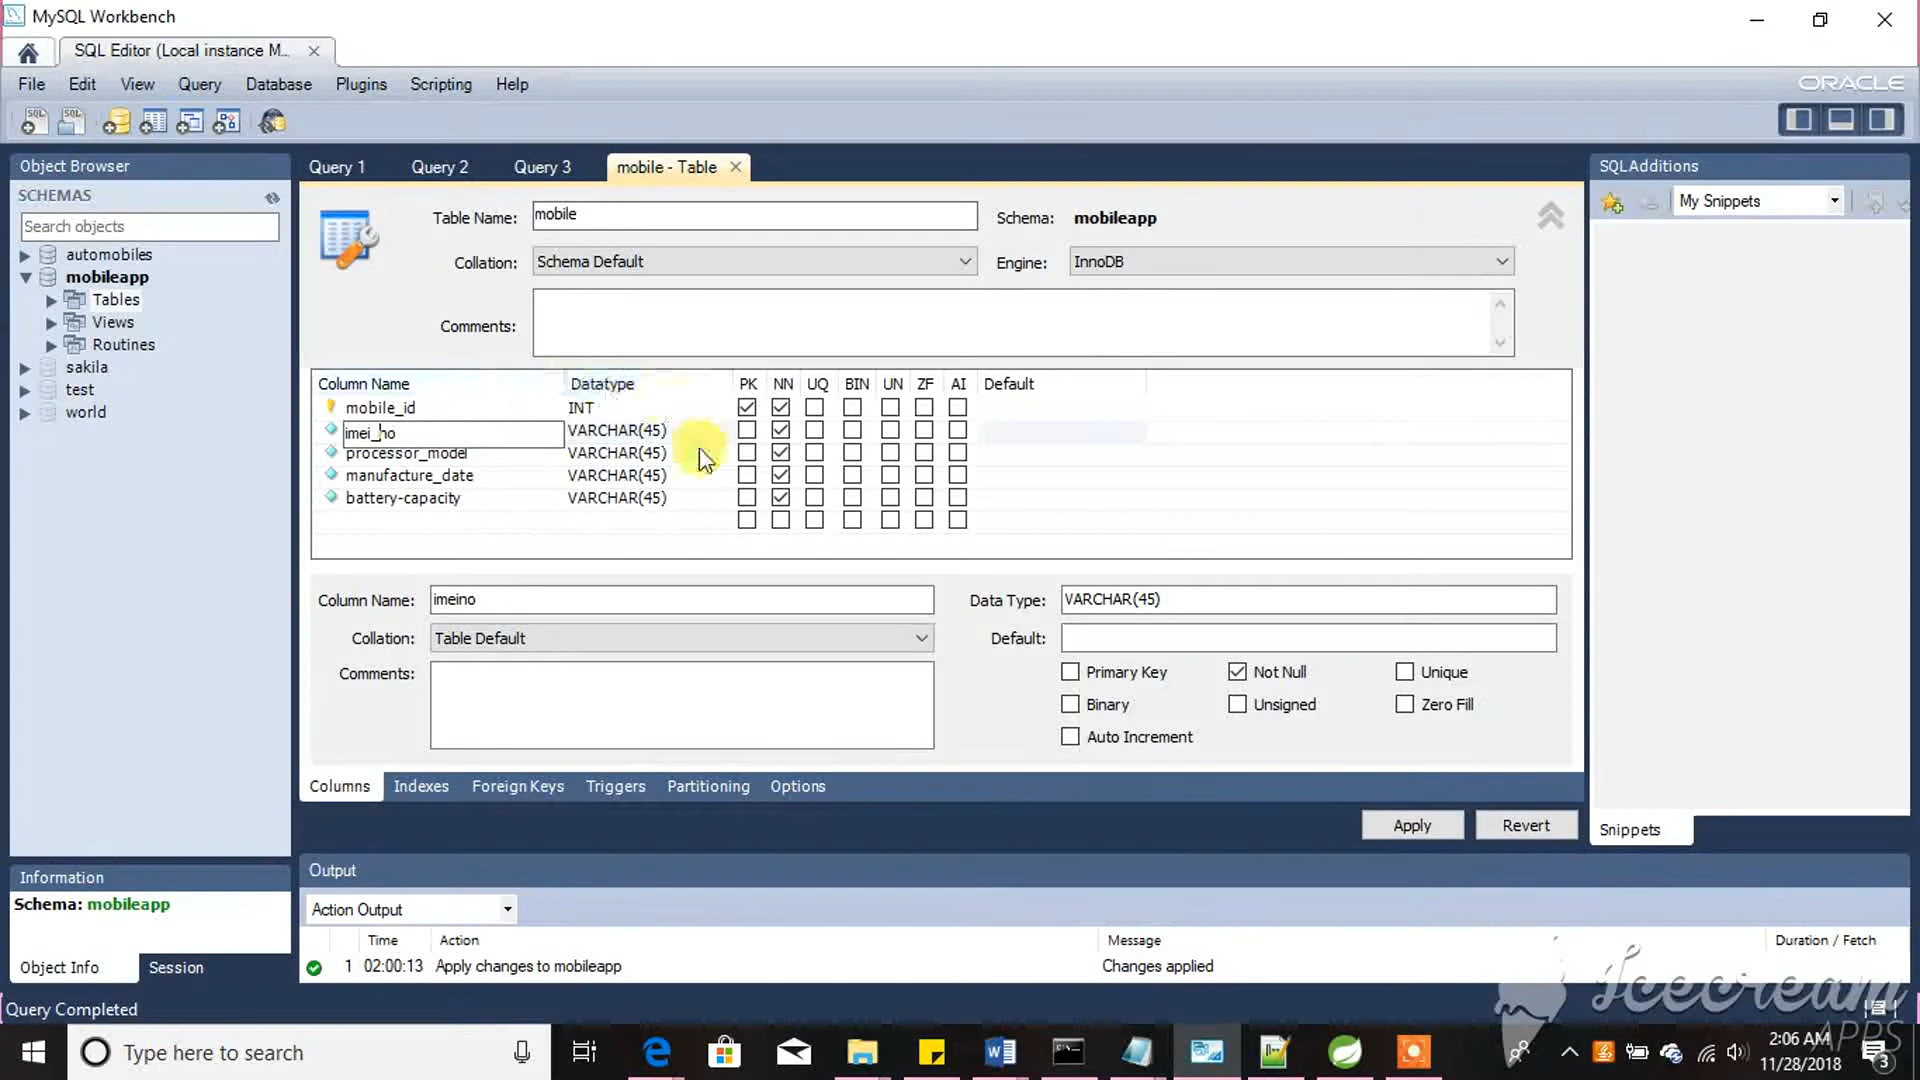 MySQL Workbench
SQL Editor (Local instance M..
File Edit View Query Database Plugins Scripting Help
ORACLE
SQL SQL
Object Browser
SCHEMAS
Search objects
automobiles
mobileapp
Tables
Views
Routines
sakila
test
world
Query 1 Query 2 Query 3 mobile - Table
Table Name: mobile Schema: mobileapp
Collation: Schema Default Engine: InnoDB
Comments:
Column Name Datatype PK NN UQ BIN UN ZF AI Default
mobile_id INT
imei_no VARCHAR(45)
processor_model VARCHAR(45)
manufacture_date VARCHAR(45)
battery-capacity VARCHAR(45)
Column Name: imeino Data Type: VARCHAR(45)
Collation: Table Default Default:
Comments: Primary Key Not Null Unique
Binary Unsigned Zero Fill
Auto Increment
Columns Indexes Foreign Keys Triggers Partitioning Options
Apply Revert
SQLAdditions
My Snippets
Snippets
Information
Schema: mobileapp
Object Info Session
Output
Action Output
Time Action Message Duration / Fetch
1 02:00:13 Apply changes to mobileapp Changes applied
Query Completed
Icecream
APPS
Type here to search
2:06 AM
11/28/2018
3